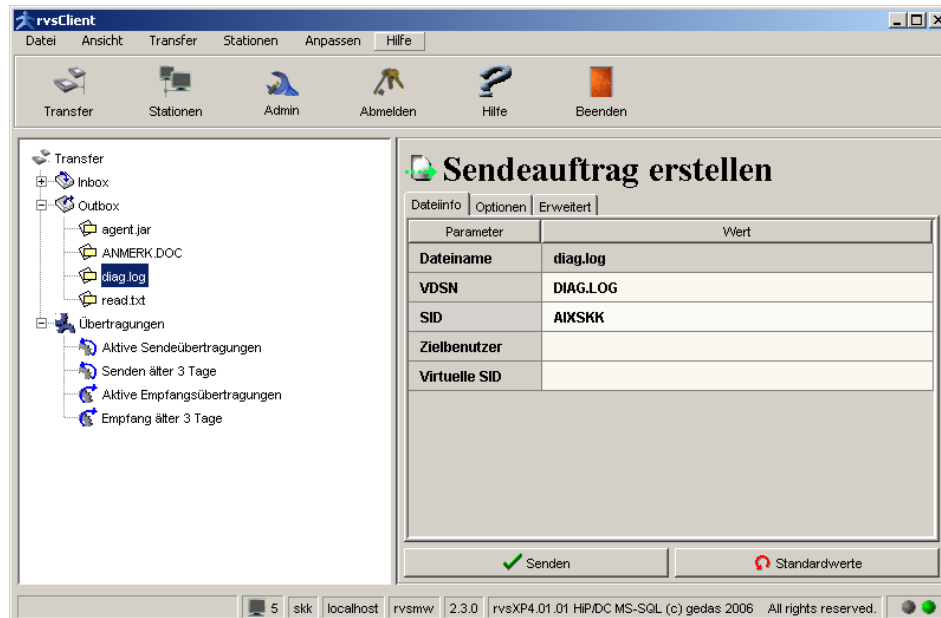 rvsClient
Datei Ansicht Transfer Stationen Anpassen Hilfe
Transfer Stationen Admin Abmelden Hilfe Beenden
Transfer
Inbox
Outbox
agent.jar
ANMERK.DOC
diag.log
read.txt
Übertragungen
Aktive Sendeübertragungen
Senden älter 3 Tage
Aktive Empfangsübertragungen
Empfang älter 3 Tage
Sendeauftrag erstellen
Dateiinfo Optionen Erweitert
Parameter Wert
Dateiname diag.log
VDSN DIAG.LOG
SID AIXSKK
Zielbenutzer
Virtuelle SID
Senden Standardwerte
5 skk localhost rvsmw 2.3.0 rvsXP4.01.01 HiP/DC MS-SQL (c) gedas 2006 All rights reserved.